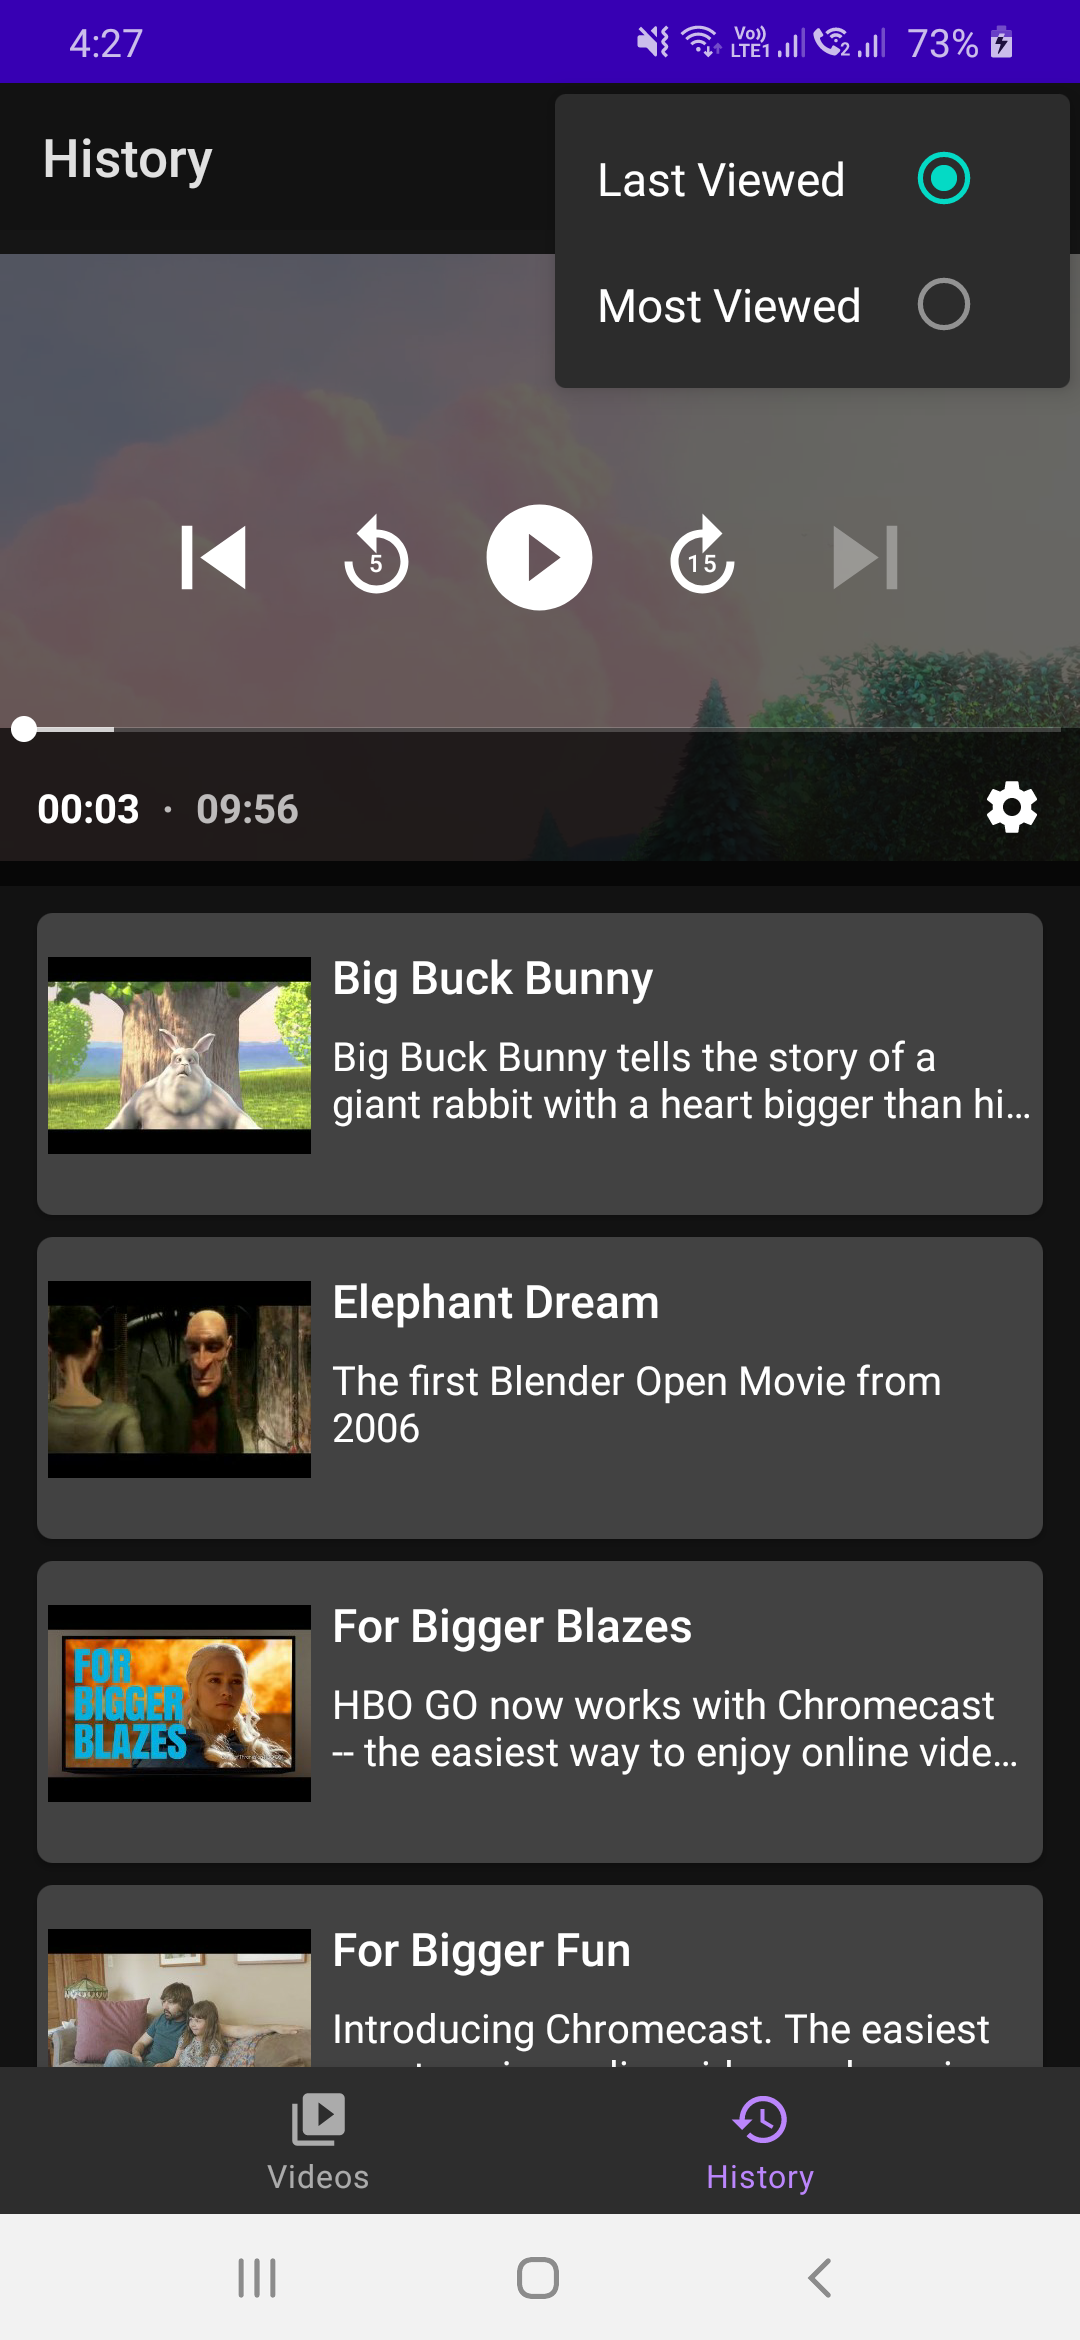 4:27
Vo)) LTE1
2
73%
History
Last Viewed
Most Viewed
5
15
00:03 · 09:56
Big Buck Bunny
Big Buck Bunny tells the story of a
giant rabbit with a heart bigger than hi...
Elephant Dream
The first Blender Open Movie from
2006
FOR
BIGGER
BLAZES
For Bigger Blazes
HBO GO now works with Chromecast
-- the easiest way to enjoy online vide...
For Bigger Fun
Introducing Chromecast. The easiest
Videos
History